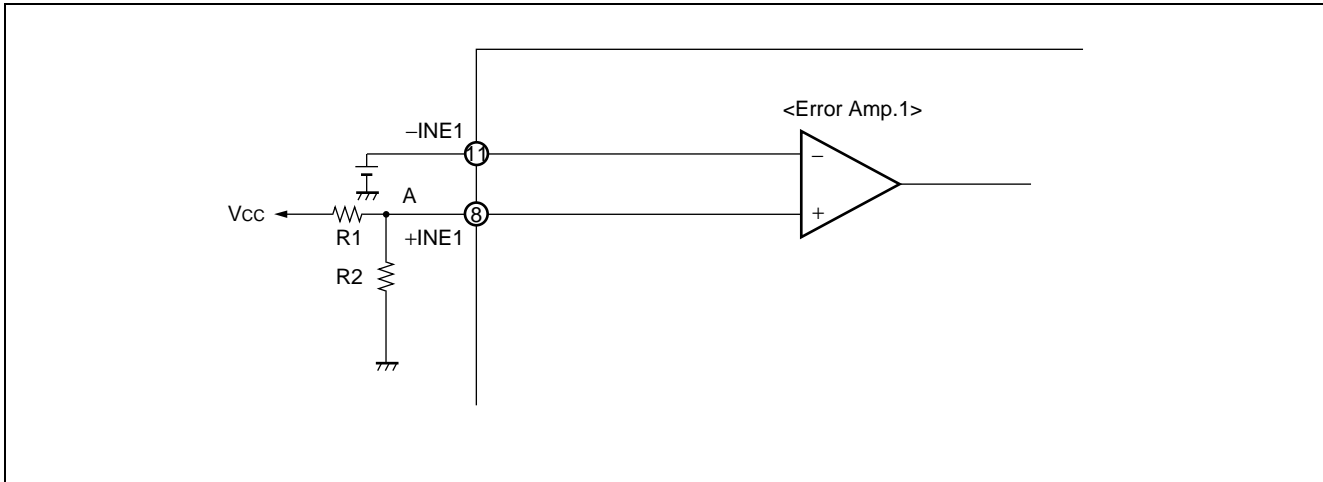 <Error Amp.1>
−INE1
11
−
A
VCC
8
+
R1
+INE1
R2